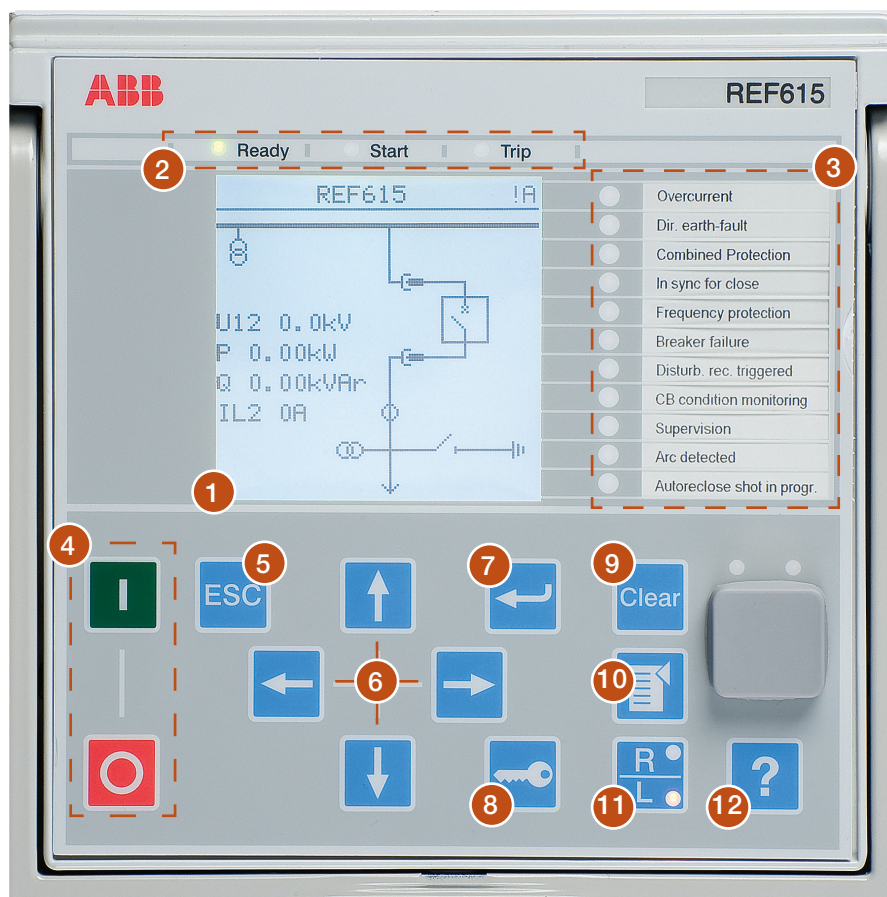 ABB
REF615
2
Ready Start Trip
3
REF615 !A
U12 0.0kV
P 0.00kW
Q 0.00kVAr
IL2 0A
1
Overcurrent
Dir. earth-fault
Combined Protection
In sync for close
Frequency protection
Breaker failure
Disturb. rec. triggered
CB condition monitoring
Supervision
Arc detected
Autoreclose shot in progr.
4
5
7
9
I
ESC
Clear
6
10
O
8
R
L
11
?
12